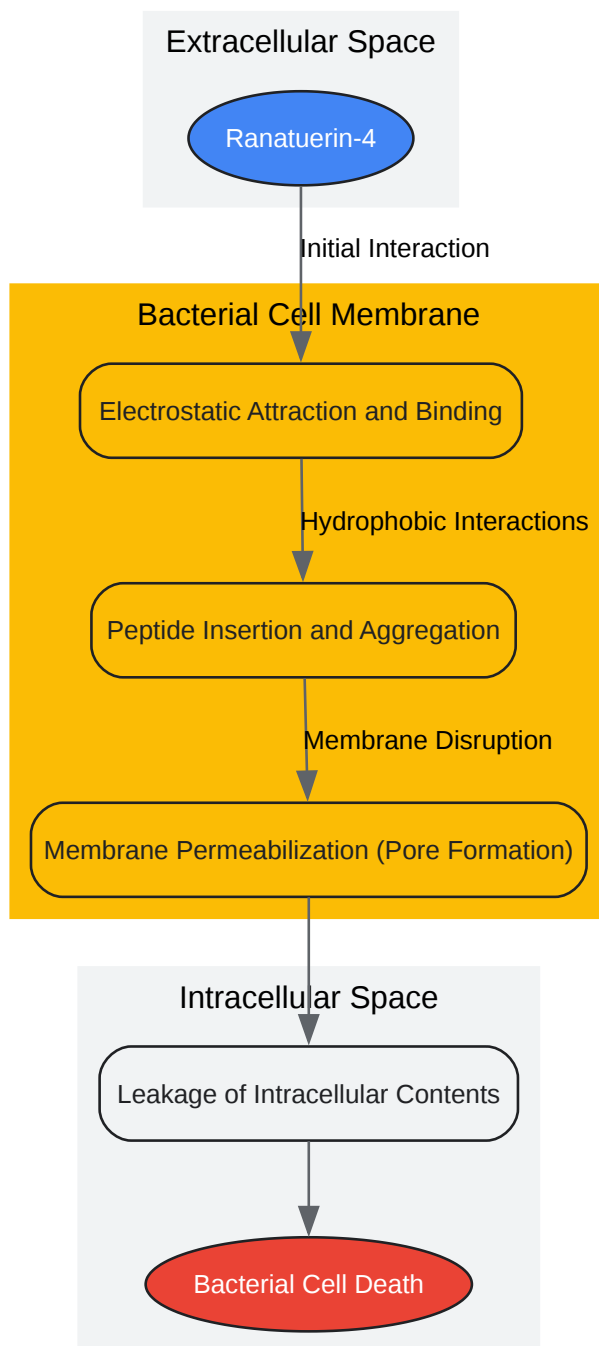 Extracellular Space
Ranatuerin-4
Initial Interaction
Bacterial Cell Membrane
Electrostatic Attraction and Binding
Hydrophobic Interactions
Peptide Insertion and Aggregation
Membrane Disruption
Membrane Permeabilization (Pore Formation)
Intracellular Space
Leakage of Intracellular Contents
Bacterial Cell Death